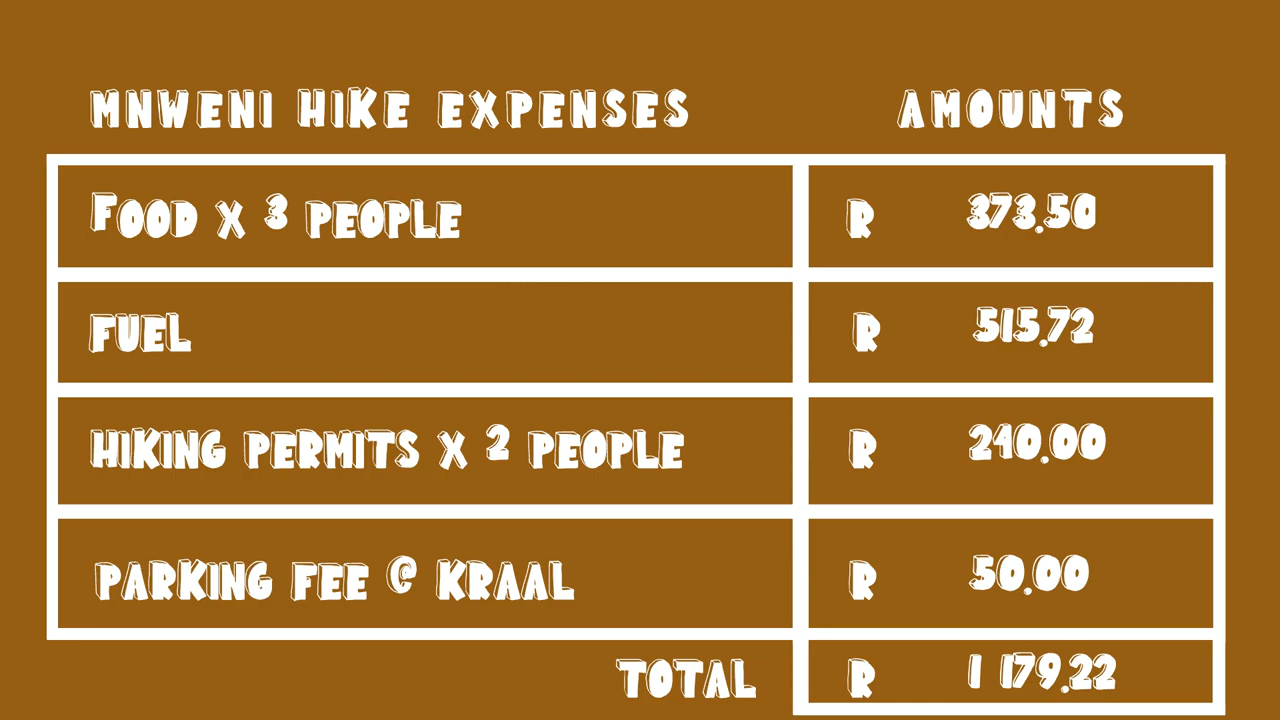 MNWENI HIKE EXPENSES AMOUNTS
FOOD X 3 PEOPLE R 373.50
FUEL R 515.72
HIKING PERMITS X 2 PEOPLE R 240.00
PARKING FEE @ KRAAL R 50.00
TOTAL R 1 179.22